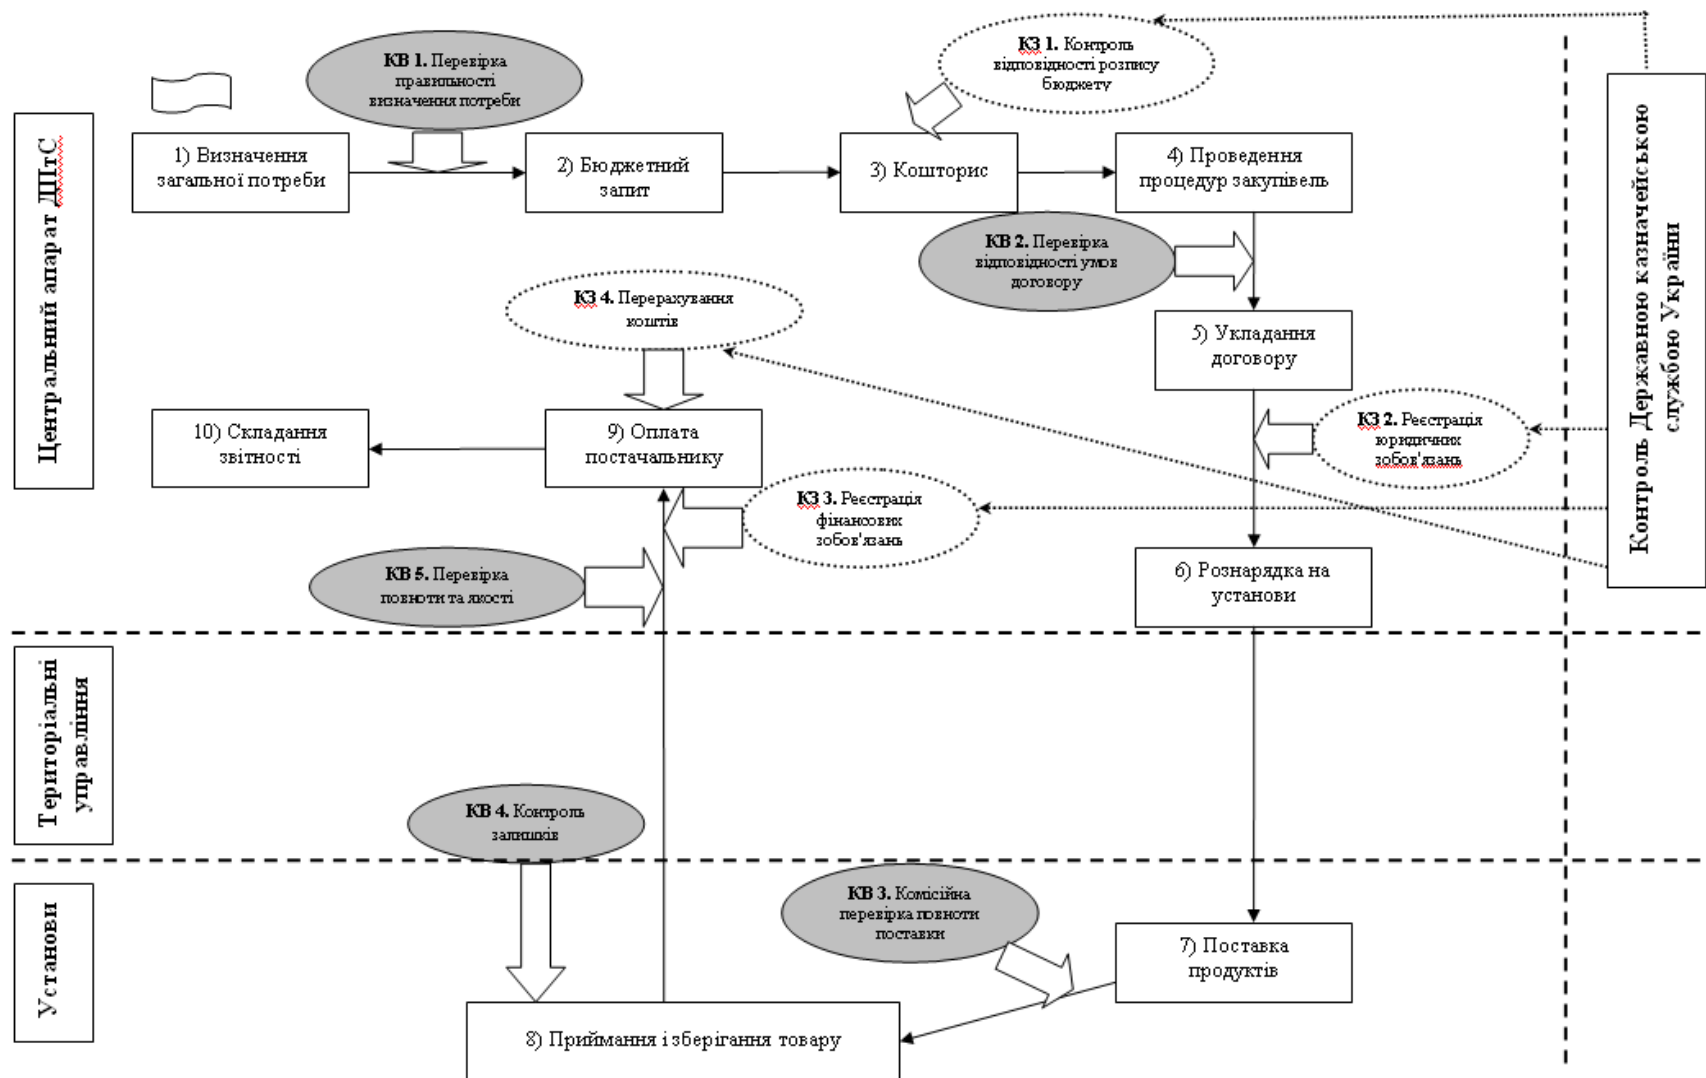 КЗ 1. Контроль
відповідності розпису
бюджету
КВ 1. Перевірка
правильності
визначення потреби
Центральний апарат ДПтС
1) Визначення
загальної потреби
2) Бюджетний
запит
3) Кошторис
4) Проведення
процедур закупівель
Контроль Державною казначейською
службою України
КВ 2. Перевірка
відповідності умов
договору
КЗ 4. Перерахування
коштів
5) Укладання
договору
10) Складання
звітності
9) Оплата
постачальнику
КЗ 2. Реєстрація
юридичних
зобов'язань
КЗ 3. Реєстрація
фінансових
зобов'язань
КВ 5. Перевірка
повноти та якості
6) Рознарядка на
установи
Територіальні
управління
КВ 4. Контроль
залишків
Установи
КВ 3. Комісійна
перевірка повноти
поставки
7) Поставка
продуктів
8) Приймання і зберігання товару